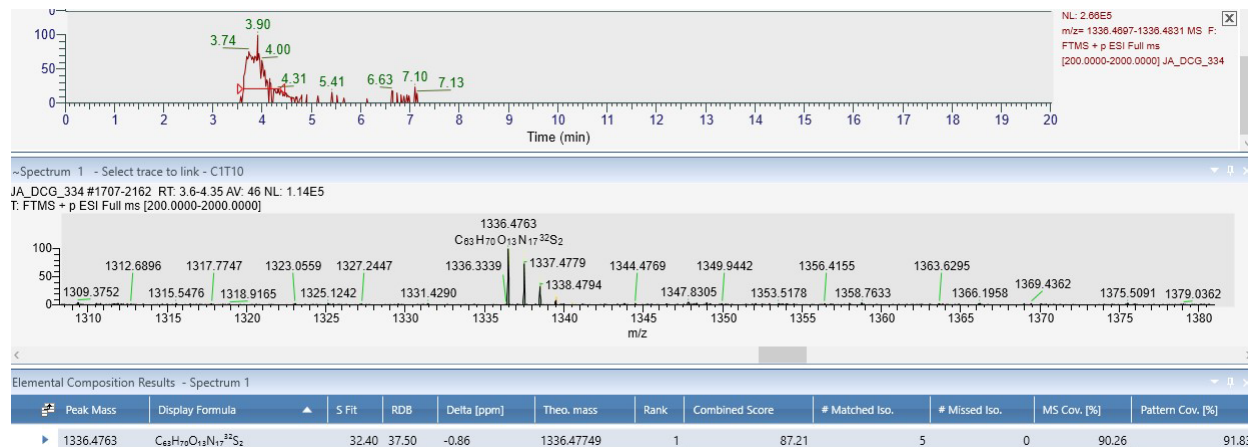 NL: 2.66E5
m/z= 1336.4697-1336.4831 MS F:
FTMS + p ESI Full ms
[200.0000-2000.0000] JA_DCG_334
100
50
0
3.74
3.90
4.00
4.31
5.41
6.63
7.10
7.13
0 1 2 3 4 5 6 7 8 9 10 11 12 13 14 15 16 17 18 19 20
Time (min)
~Spectrum 1 - Select trace to link - C1T10
JA_DCG_334 #1707-2162 RT: 3.6-4.35 AV: 46 NL: 1.14E5
T: FTMS + p ESI Full ms [200.0000-2000.0000]
1336.4763
C₆₃H₇₀O₁₃N₁₇³²S₂
100
50
0
1312.6896 1317.7747 1323.0559 1327.2447 1336.3339 1337.4779 1344.4769 1349.9442 1356.4155 1363.6295
1309.3752 1315.5476 1318.9165 1325.1242 1331.4290 1338.4794 1347.8305 1353.5178 1358.7633 1366.1958 1369.4362 1375.5091 1379.0362
1310 1315 1320 1325 1330 1335 1340 1345 1350 1355 1360 1365 1370 1375 1380
m/z
Elemental Composition Results - Spectrum 1
Peak Mass Display Formula S Fit RDB Delta [ppm] Theo. mass Rank Combined Score # Matched Iso. # Missed Iso. MS Cov. [%] Pattern Cov. [%]
1336.4763 C₆₃H₇₀O₁₃N₁₇³²S₂ 32.40 37.50 -0.86 1336.47749 1 87.21 5 0 90.26